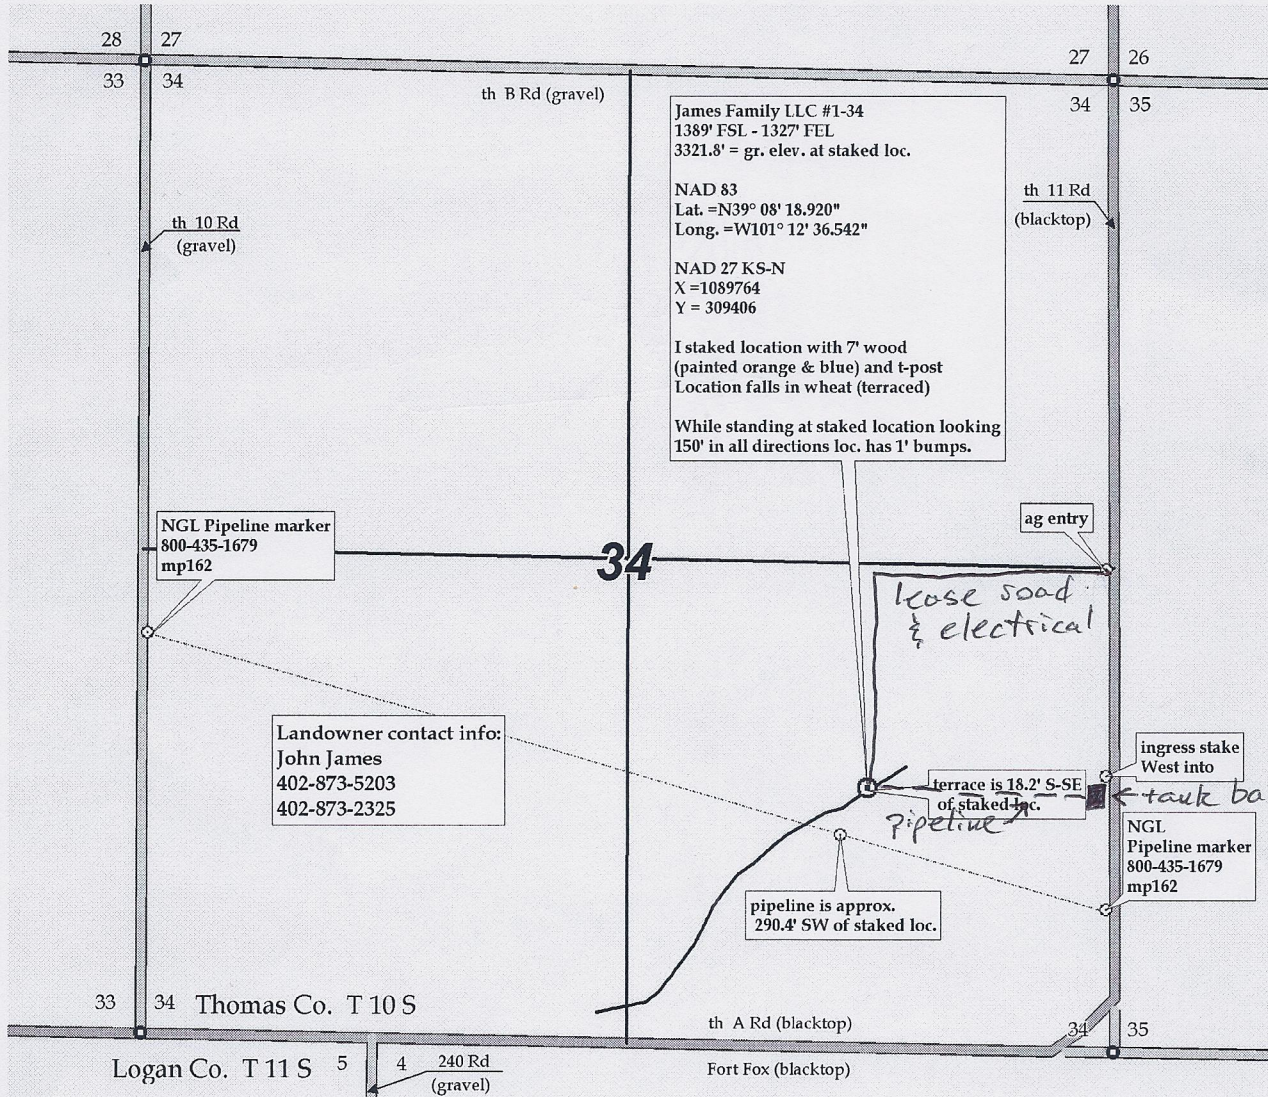 28 27
27 26
33 34
th B Rd (gravel)
34 35
James Family LLC #1-34
1389' FSL - 1327' FEL
3321.8' = gr. elev. at staked loc.
NAD 83
Lat. =N39° 08' 18.920"
Long. =W101° 12' 36.542"
NAD 27 KS-N
X =1089764
Y = 309406
I staked location with 7' wood
(painted orange & blue) and t-post
Location falls in wheat (terraced)
While standing at staked location looking
150' in all directions loc. has 1' bumps.
th 10 Rd
(gravel)
th 11 Rd
(blacktop)
NGL Pipeline marker
800-435-1679
mp162
ag entry
34
lease road
& electrical
Landowner contact info:
John James
402-873-5203
402-873-2325
ingress stake
West into
terrace is 18.2' S-SE
of staked loc.
← tank ba
pipeline
NGL
Pipeline marker
800-435-1679
mp162
pipeline is approx.
290.4' SW of staked loc.
33 34 Thomas Co. T 10 S
th A Rd (blacktop)
34 35
Logan Co. T 11 S 5 4
240 Rd
(gravel)
Fort Fox (blacktop)